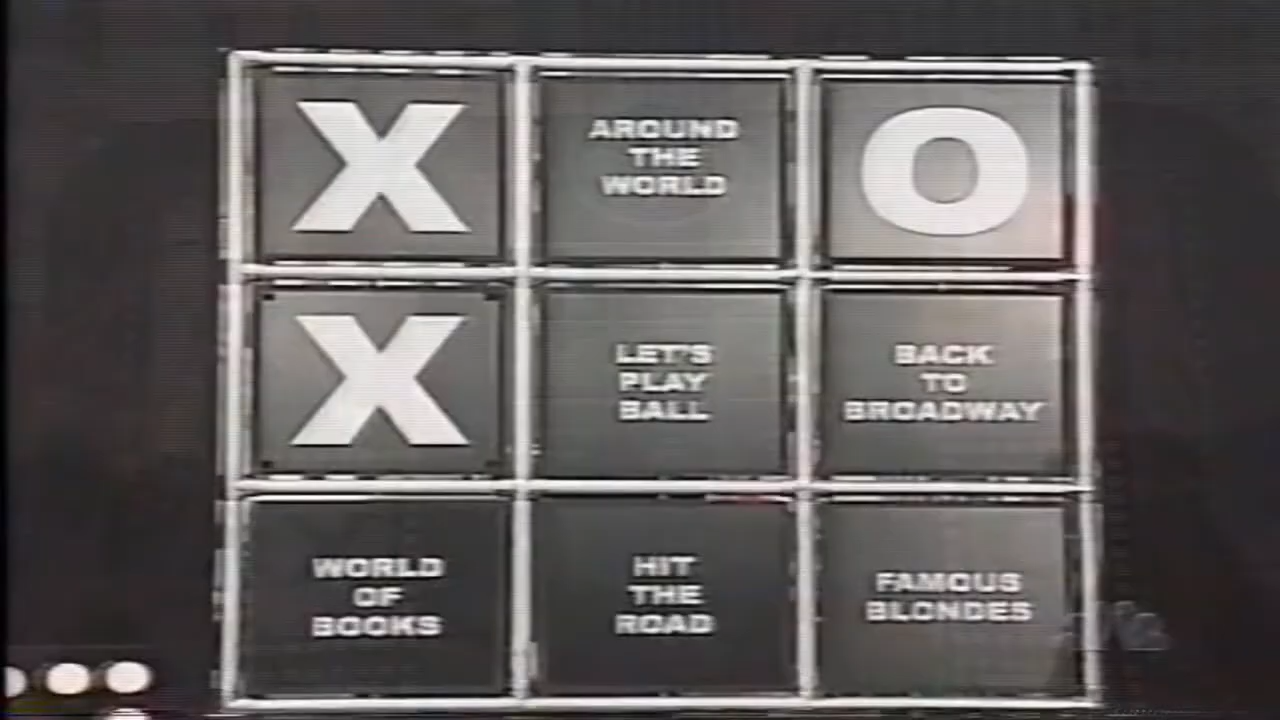 X
AROUND
THE
WORLD
O
X
LET'S
PLAY
BALL
BACK
TO
BROADWAY
WORLD
OF
BOOKS
HIT
THE
ROAD
FAMOUS
BLONDES